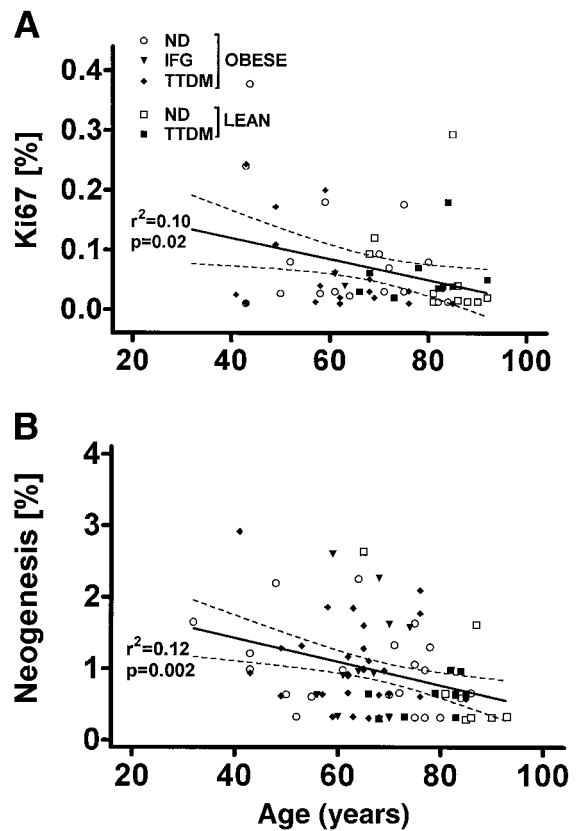 A
ND
IFG OBESE
TTDM
ND
TTDM LEAN
Ki67 [%]
0.4
0.3
0.2
0.1
0.0
r²=0.10
p=0.02
20 40 60 80 100
B
Neogenesis [%]
4
3
2
1
0
r²=0.12
p=0.002
20 40 60 80 100
Age (years)